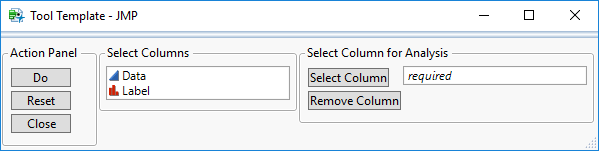 Tool Template - JMP
Action Panel
Do
Reset
Close
Select Columns
Data
Label
Select Column for Analysis
Select Column
required
Remove Column